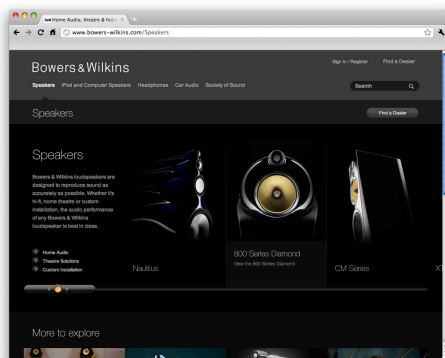 Home Audio, theatre & hidd
www.bowers-wilkins.com/Speakers
Bowers & Wilkins
Sign In / Register
Find a Dealer
Speakers
iPod and Computer Speakers
Headphones
Car Audio
Society of Sound
Search
Speakers
Find a Dealer
Speakers
Bowers & Wilkins loudspeakers are
designed to reproduce sound as
accurately as possible. Whether it's
hi-fi, home theatre or custom
installation, the audio performance
of any Bowers & Wilkins
loudspeaker is best in class.
Home Audio
Theatre Solutions
Custom Installation
Nautilus
800 Series Diamond
View the 800 Series Diamond
CM Series
XT
More to explore